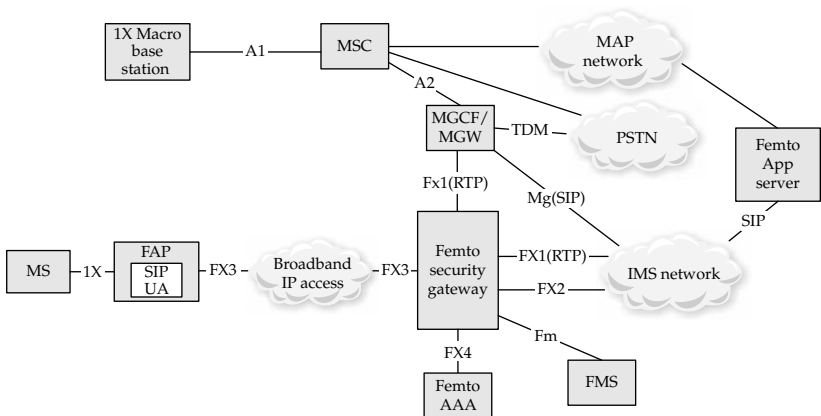 1X Macro
base
station
A1
MSC
MAP
network
A2
MGCF/
MGW
TDM
PSTN
Femto
App
server
Fx1(RTP)
Mg(SIP)
SIP
MS
1X
FAP
SIP
UA
FX3
Broadband
IP access
FX3
Femto
security
gateway
FX1(RTP)
FX2
IMS network
Fm
FX4
Femto
AAA
FMS